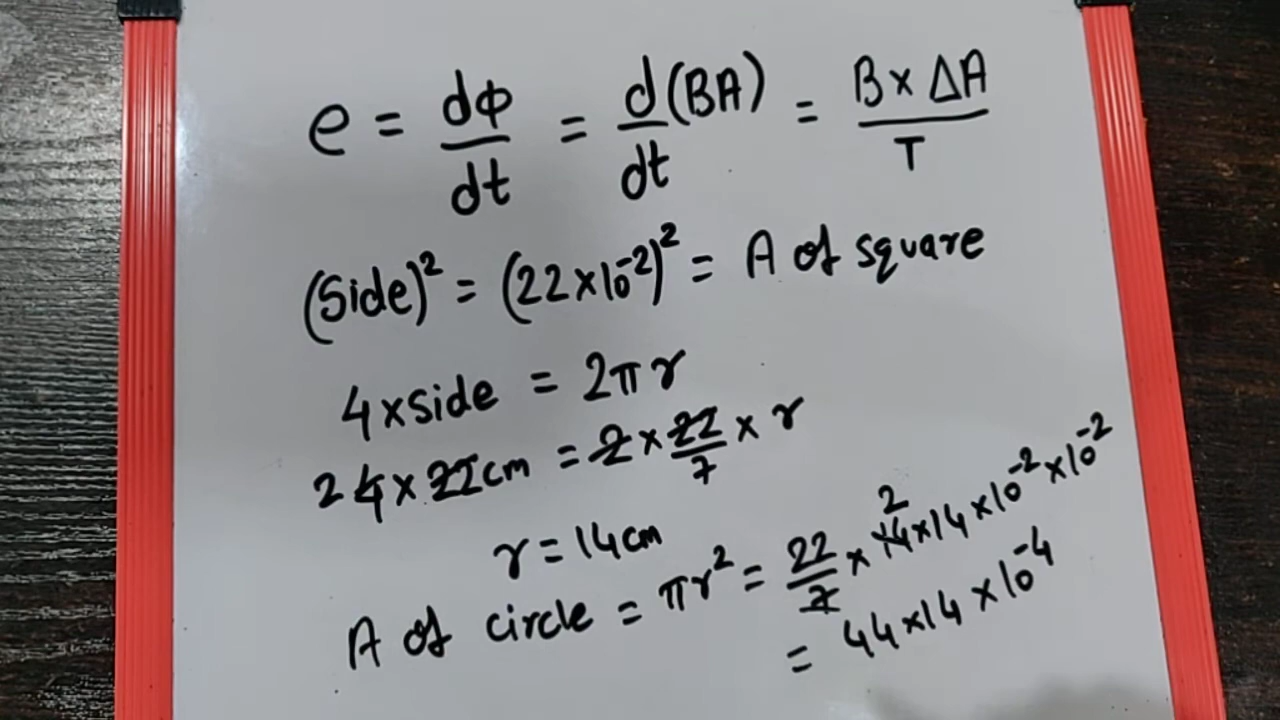 e = dφ/dt = d(BA)/dt = B × ΔA/T
(Side)² = (22×10⁻²)² = A of square
4×side = 2πr
2 4×22cm = 2×22/7×r
r=14cm
A of circle = πr² = 22/7 × 2 14×14×10⁻²×10⁻²
= 44×14×10⁻⁴